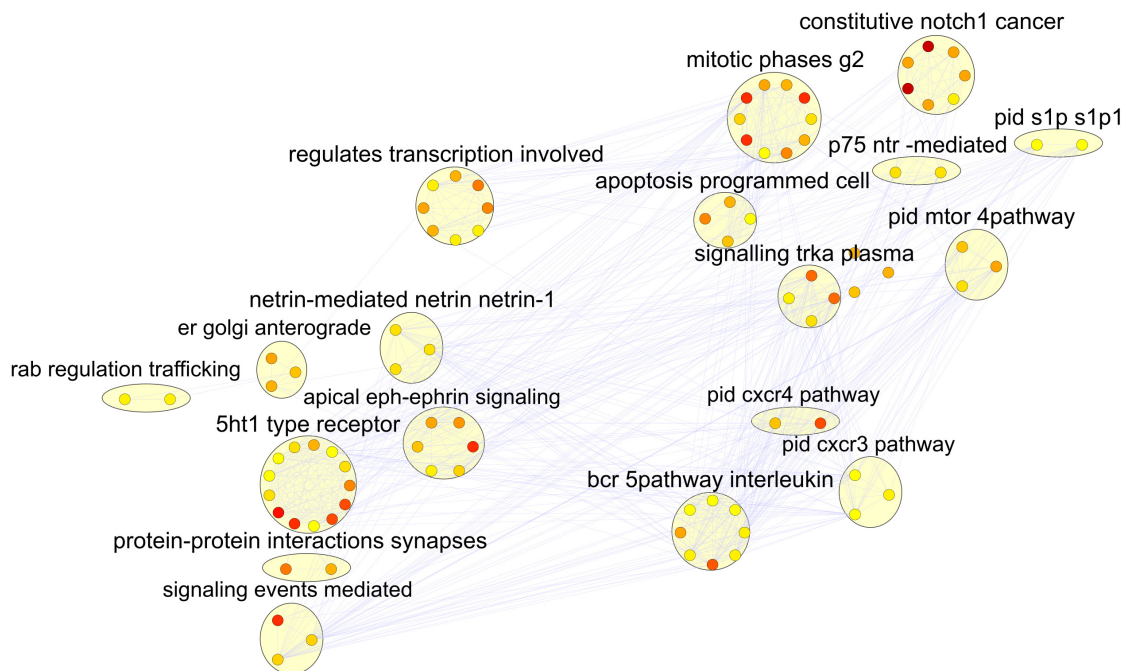 constitutive notch1 cancer
mitotic phases g2
pid s1p s1p1
p75 ntr -mediated
regulates transcription involved
apoptosis programmed cell
pid mtor 4pathway
signalling trka plasma
netrin-mediated netrin netrin-1
er golgi anterograde
rab regulation trafficking
apical eph-ephrin signaling
pid cxcr4 pathway
5ht1 type receptor
pid cxcr3 pathway
bcr 5pathway interleukin
protein-protein interactions synapses
signaling events mediated